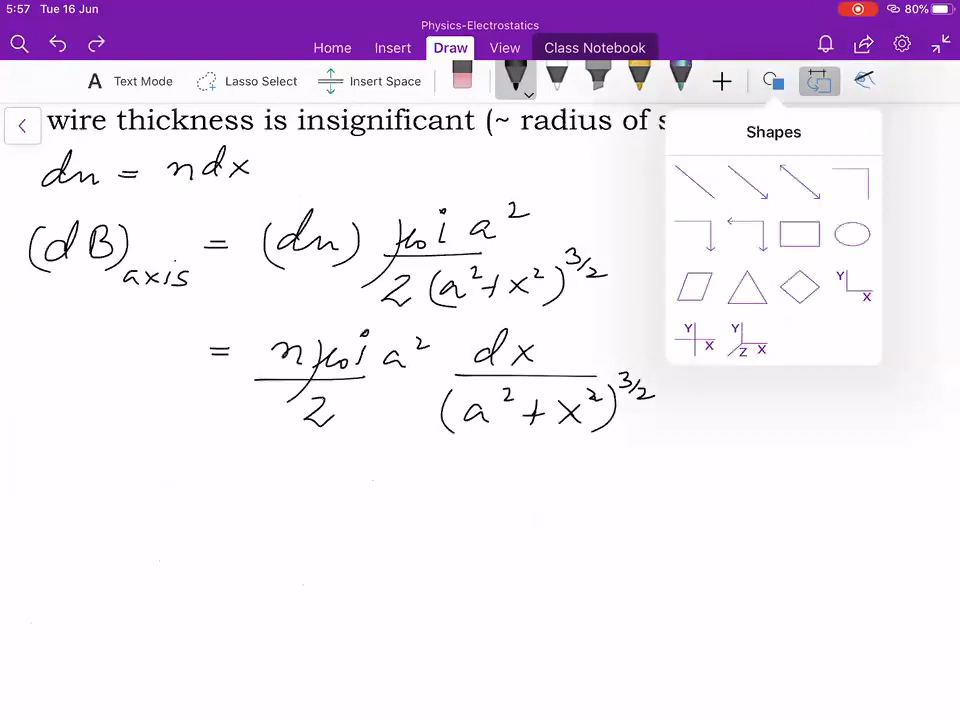 5:57 Tue 16 Jun 80%
Physics-Electrostatics
Home Insert Draw View Class Notebook
A Text Mode Lasso Select Insert Space
wire thickness is insignificant (~ radius of s
Shapes
dn = n dx
(dB)axis = (dn) μ₀ i a² / 2 (a² + x²)^3/2
= n μ₀ i a² / 2 dx / (a² + x²)^3/2
Y X
Y X Y Z X